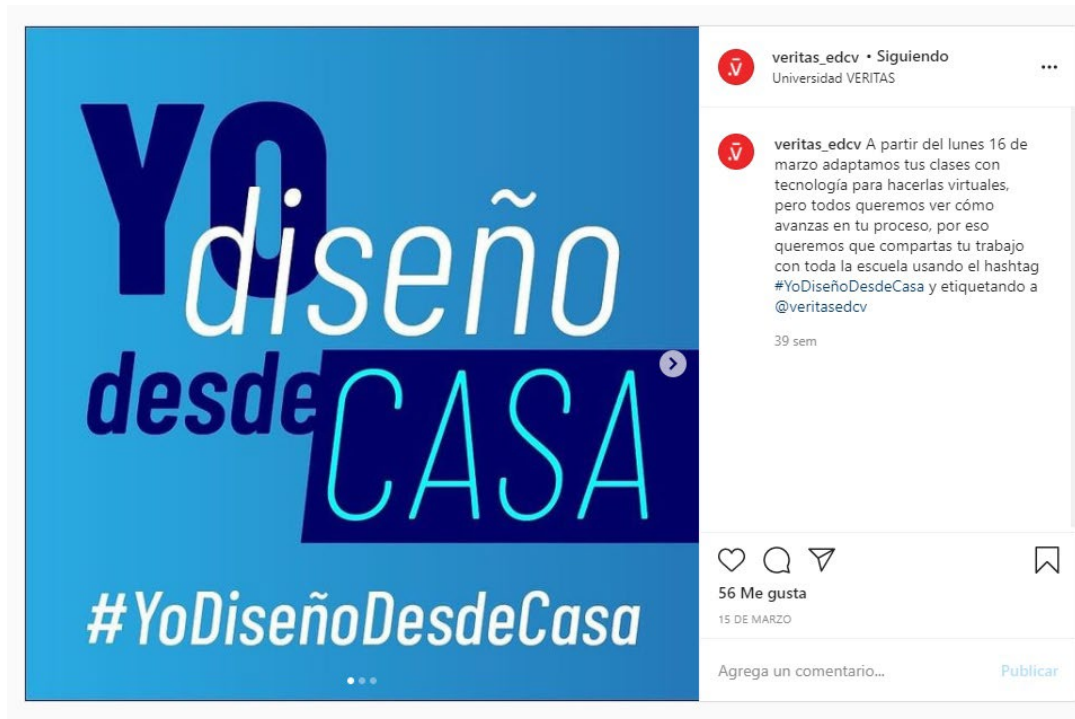 YO
diseño
desde
CASA
#YoDiseñoDesdeCasa
veritas_edcv • Siguiendo
Universidad VERITAS
veritas_edcv A partir del lunes 16 de
marzo adaptamos tus clases con
tecnología para hacerlas virtuales,
pero todos queremos ver cómo
avanzas en tu proceso, por eso
queremos que compartas tu trabajo
con toda la escuela usando el hashtag
#YoDiseñoDesdeCasa y etiquetando a
@veritasedcv
39 sem
56 Me gusta
15 DE MARZO
Agrega un comentario... Publicar